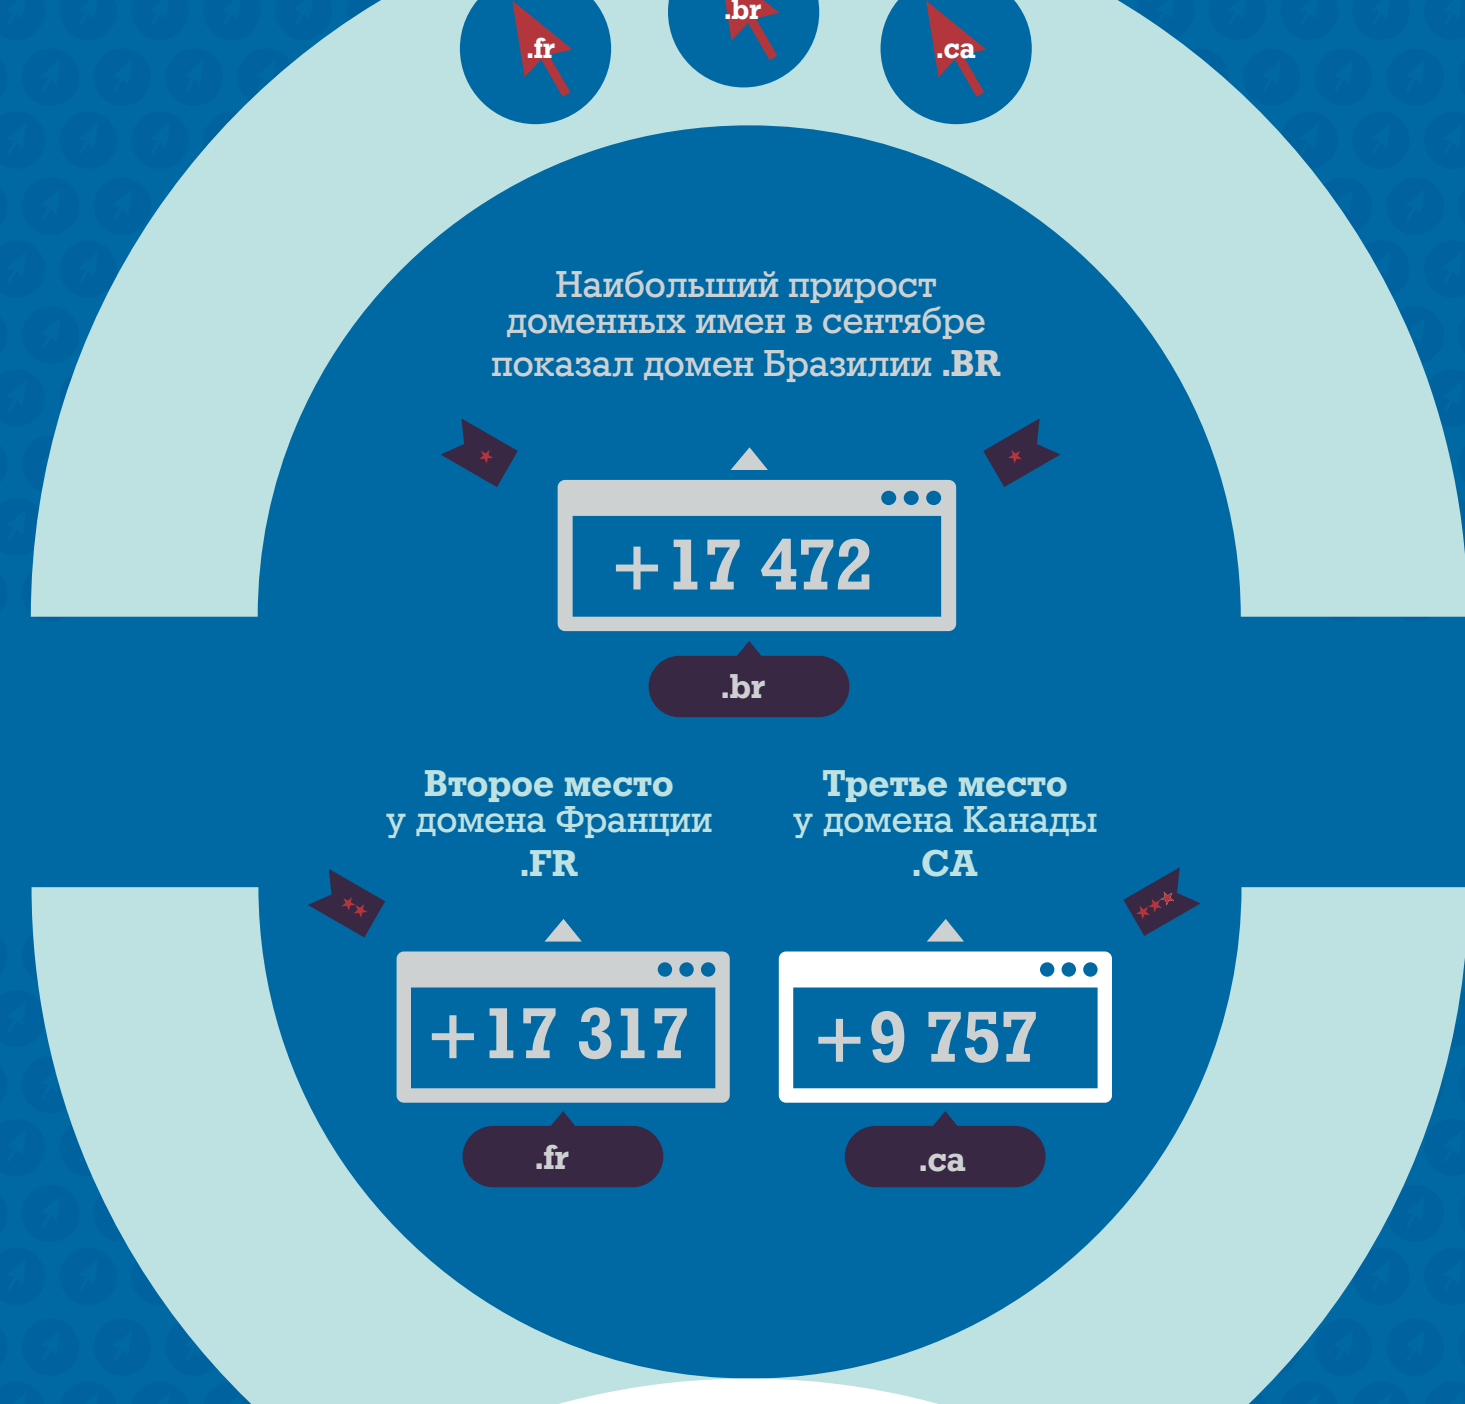 .fr
.br
.ca
Наибольший прирост
доменных имен в сентябре
показал домен Бразилии .BR
+17 472
.br
Второе место
у домена Франции
.FR
+17 317
.fr
Третье место
у домена Канады
.CA
+9 757
.ca